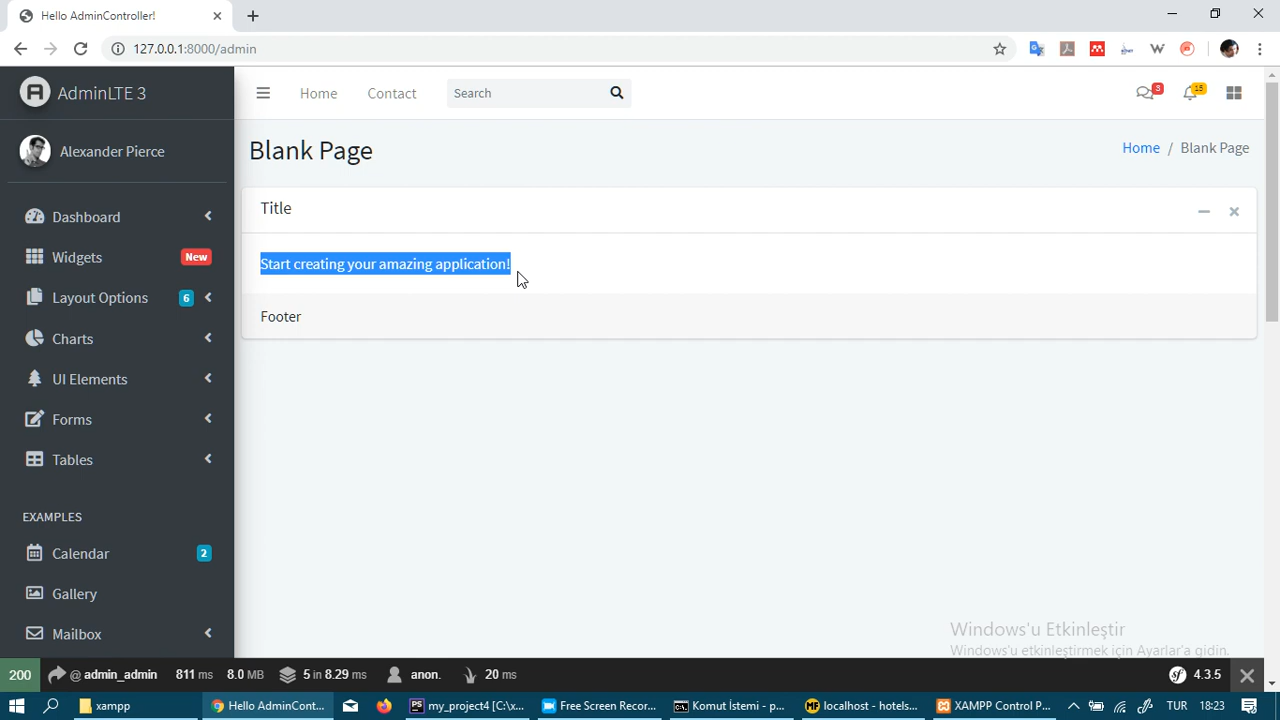 Hello AdminController!
127.0.0.1:8000/admin
AdminLTE 3
Home
Contact
Search
3
15
Alexander Pierce
Blank Page
Home / Blank Page
Dashboard
Widgets New
Layout Options 6
Charts
UI Elements
Forms
Tables
EXAMPLES
Calendar 2
Gallery
Mailbox
Title
Start creating your amazing application!
Footer
Windows'u Etkinleştir
Windows'u etkinleştirmek için Ayarlar'a gidin.
200 @ admin_admin 811 ms 8.0 MB 5 in 8.29 ms anon. 20 ms sf 4.3.5
xampp
Hello AdminCont...
PS my_project4 [C:\x...
Free Screen Recor...
Komut İstemi - p...
MF localhost - hotels...
XAMPP Control P...
TUR
18:23